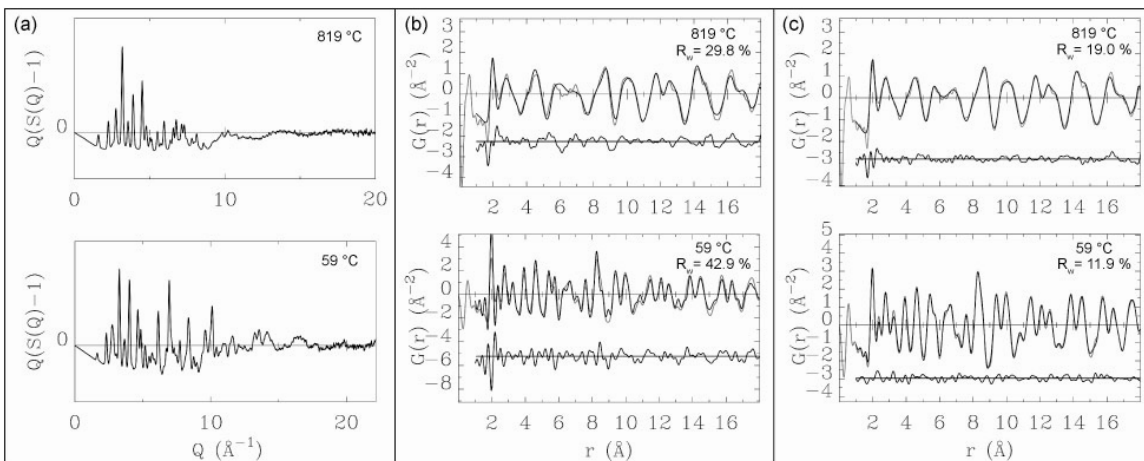 (a)
819 °C
Q(S(Q)-1)
0
0 10 20
59 °C
Q(S(Q)-1)
0
0 10 20
Q (Å⁻¹)
(b)
819 °C
R_w= 29.8 %
G(r) (Å⁻²)
3
2
1
0
-1
-2
-3
-4
2 4 6 8 10 12 14 16
59 °C
R_w= 42.9 %
G(r) (Å⁻²)
4
2
0
-2
-4
-6
-8
2 4 6 8 10 12 14 16
r (Å)
(c)
819 °C
R_w= 19.0 %
G(r) (Å⁻²)
3
2
1
0
-1
-2
-3
-4
2 4 6 8 10 12 14 16
59 °C
R_w= 11.9 %
G(r) (Å⁻²)
5
4
3
2
1
0
-1
-2
-3
-4
2 4 6 8 10 12 14 16
r (Å)